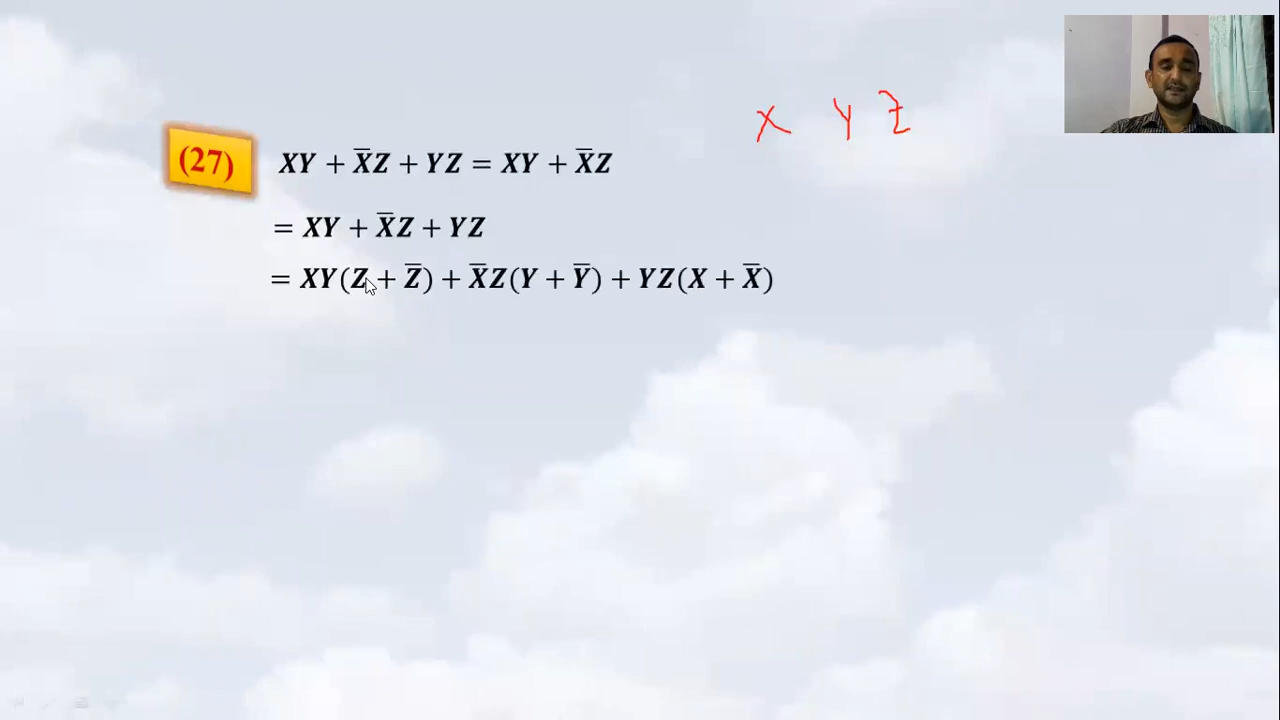 X Y Z
(27) XY + X̅Z + YZ = XY + X̅Z
= XY + X̅Z + YZ
= XY(Z + Z̅) + X̅Z(Y + Y̅) + YZ(X + X̅)